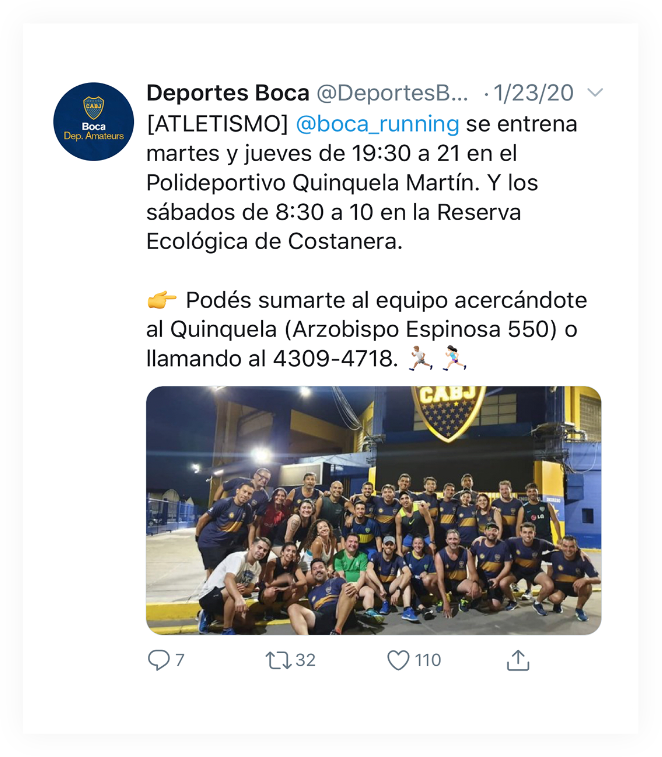 CABJ
Boca
Dep. Amateurs
Deportes Boca @DeportesB... · 1/23/20
[ATLETISMO] @boca_running se entrena
martes y jueves de 19:30 a 21 en el
Polideportivo Quinquela Martín. Y los
sábados de 8:30 a 10 en la Reserva
Ecológica de Costanera.
👉 Podés sumarte al equipo acercándote
al Quinquela (Arzobispo Espinosa 550) o
llamando al 4309-4718. 🏃🏃‍♀️
CABJ
LG
7 32 110